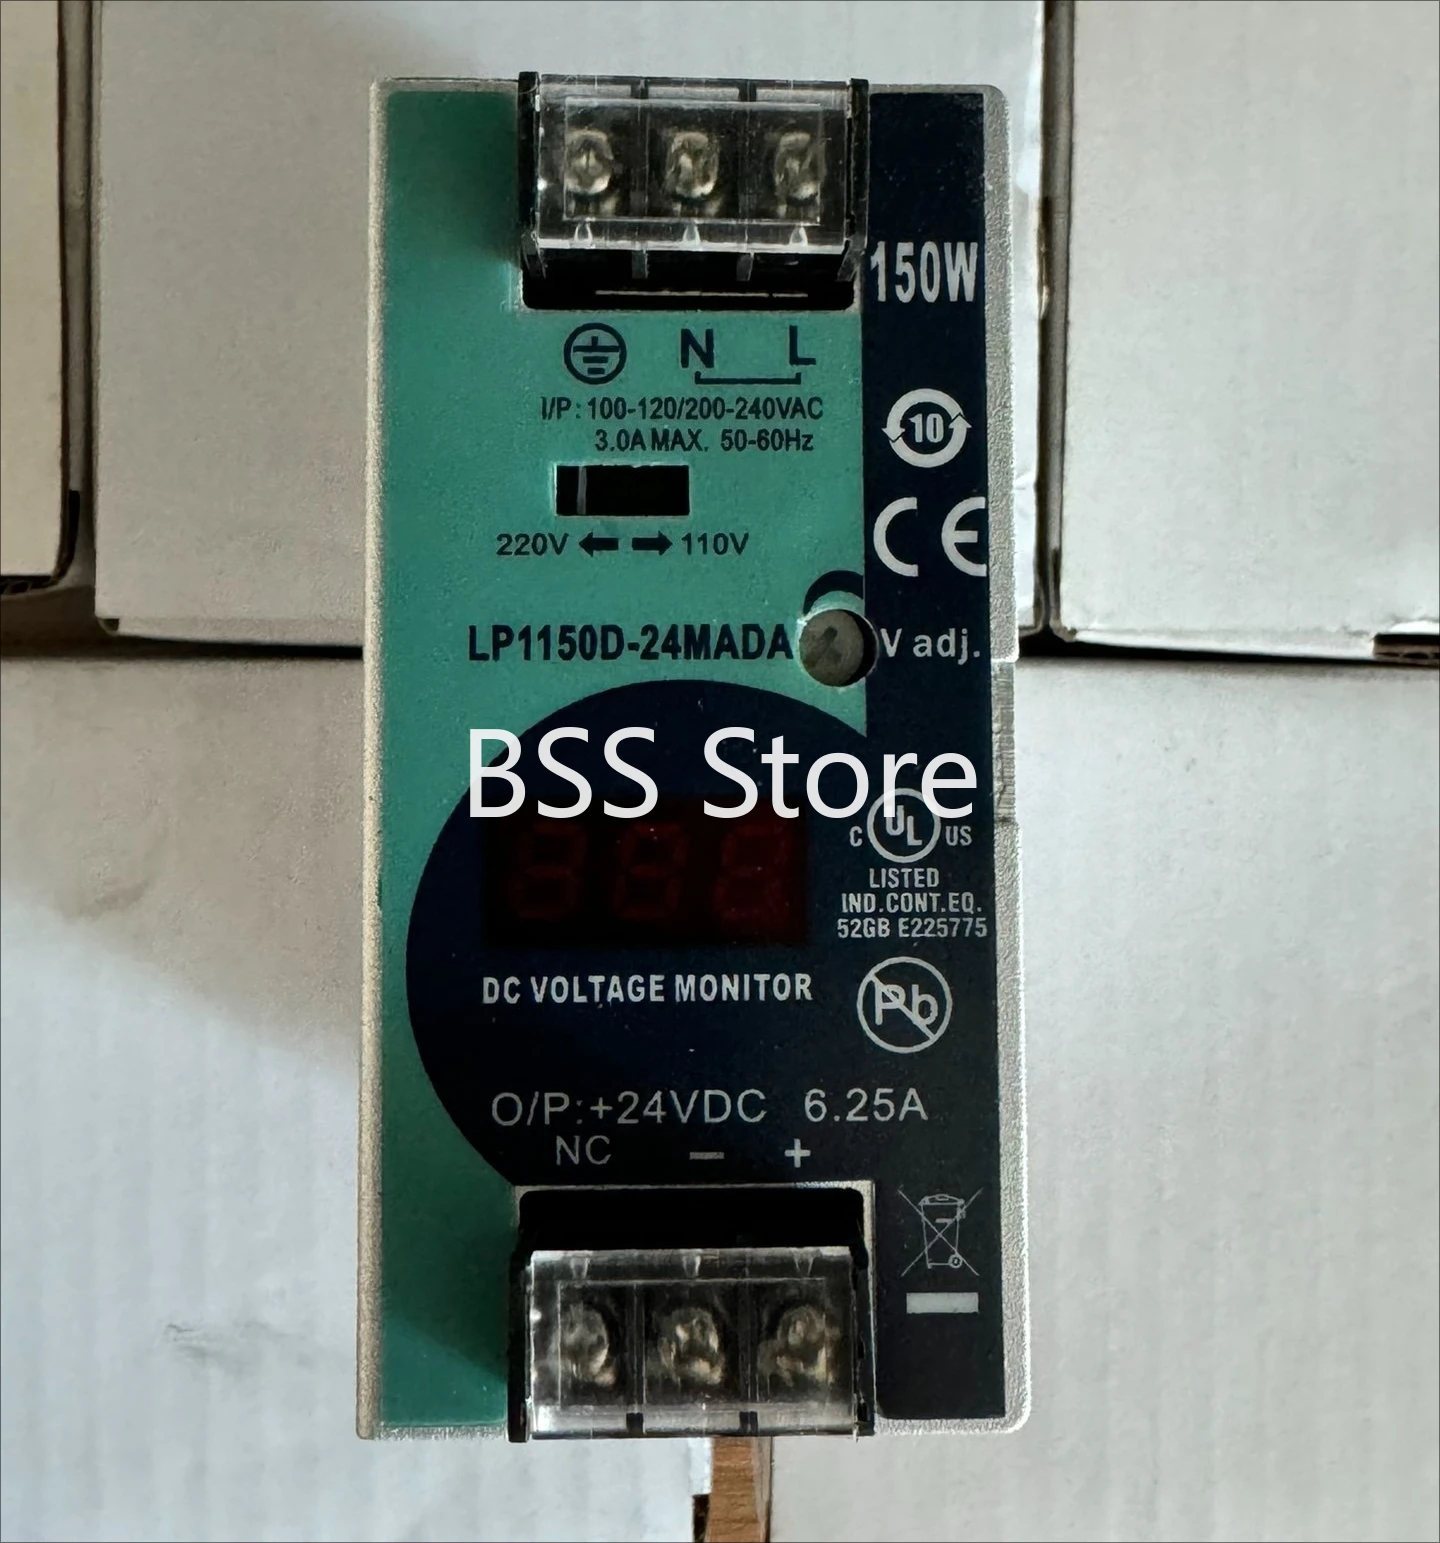 150W
N L
I/P: 100-120/200-240VAC
3.0A MAX. 50-60Hz
10
CE
220V 110V
LP1150D-24MADA
V adj.
BSS Store
C UL US
LISTED
IND.CONT.EQ.
52GB E225775
DC VOLTAGE MONITOR
Pb
O/P:+24VDC 6.25A
NC - +